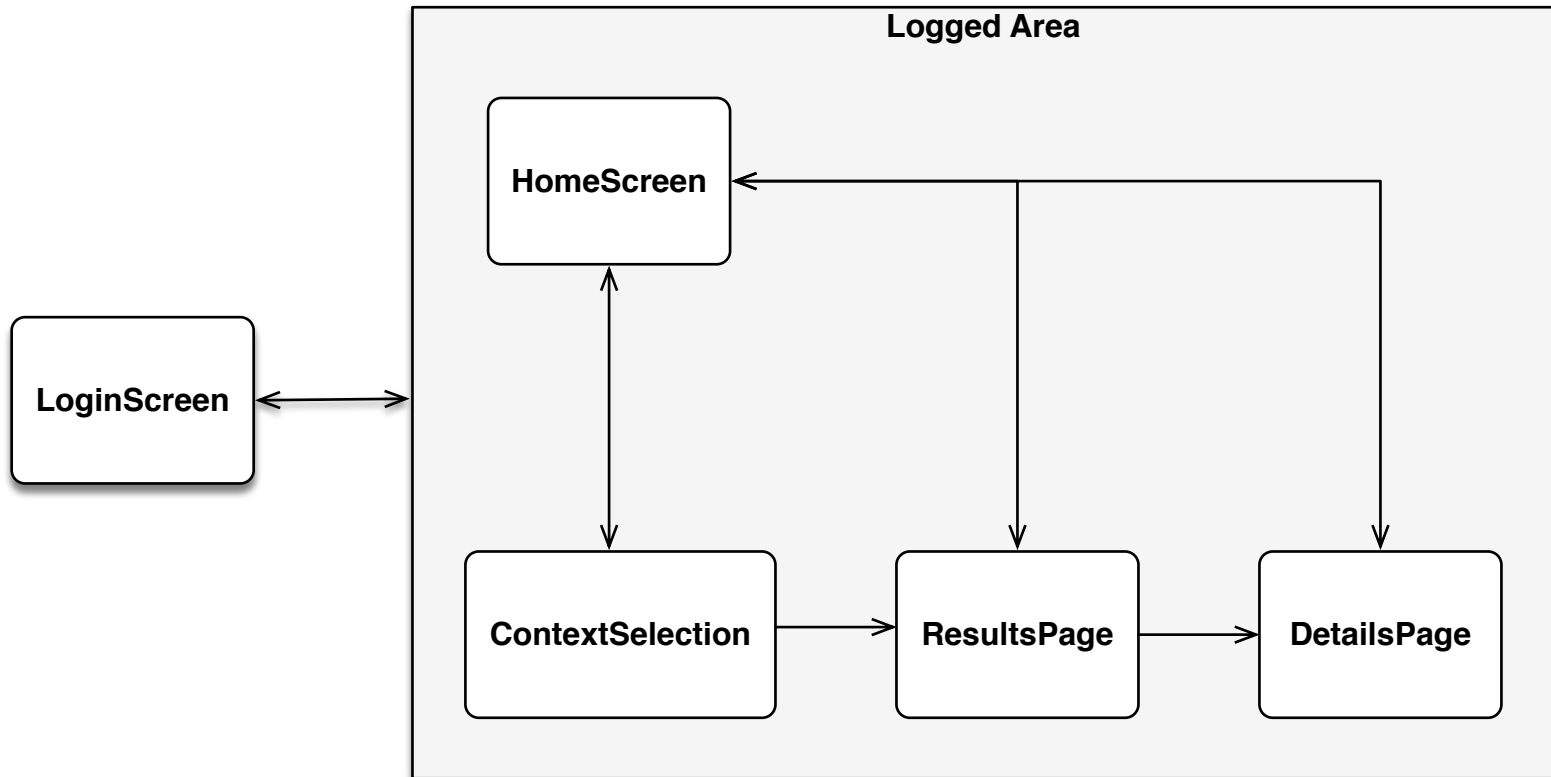 Logged Area
HomeScreen
LoginScreen
ContextSelection
ResultsPage
DetailsPage